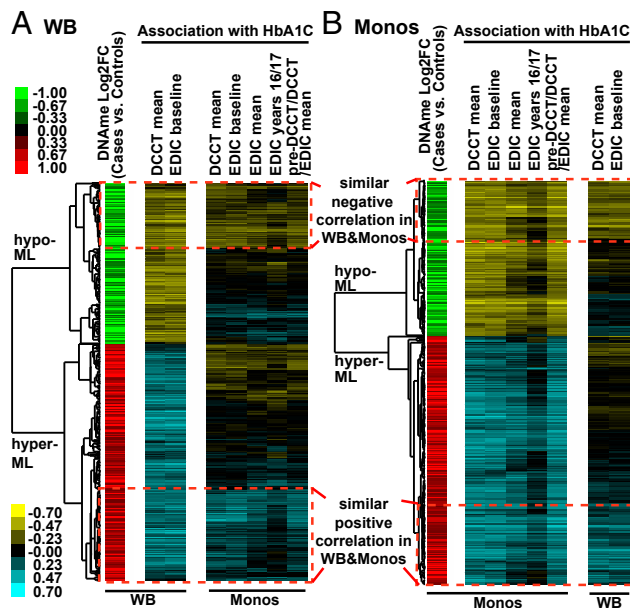 A WB
Association with HbA1C
DNAme Log2FC
(Cases vs. Controls)
DCCT mean
EDIC baseline
DCCT mean
EDIC baseline
EDIC mean
EDIC years 16/17
pre-DCCT/DCCT
/EDIC mean
-1.00
-0.67
-0.33
0.00
0.33
0.67
1.00
hypo-
ML
hyper-
ML
-0.70
-0.47
-0.23
-0.00
0.23
0.47
0.70
WB
Monos
similar
negative
correlation in
WB&Monos
similar
positive
correlation in
WB&Monos
B Monos
Association with HbA1C
DNAme Log2FC
(Cases vs. Controls)
DCCT mean
EDIC baseline
EDIC mean
EDIC years 16/17
pre-DCCT/DCCT
/EDIC mean
DCCT mean
EDIC baseline
hypo-
ML
hyper-
ML
Monos
WB